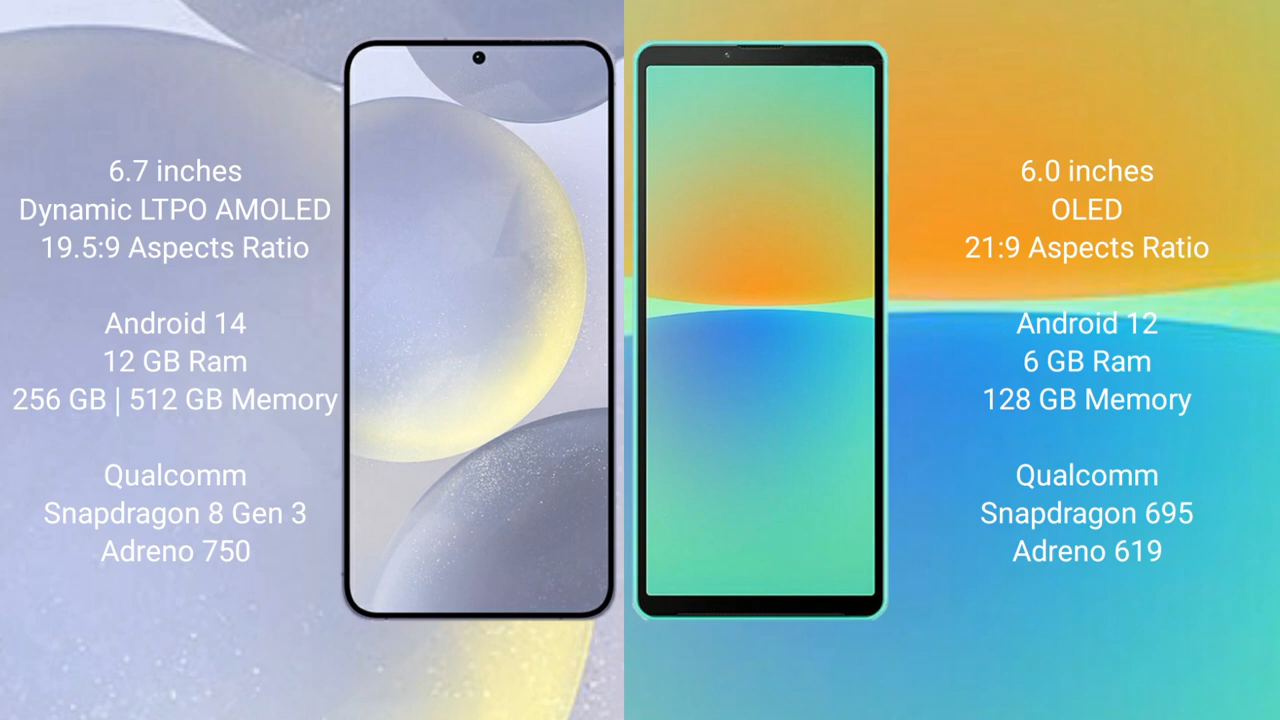 6.7 inches
Dynamic LTPO AMOLED
19.5:9 Aspects Ratio
Android 14
12 GB Ram
256 GB | 512 GB Memory
Qualcomm
Snapdragon 8 Gen 3
Adreno 750
6.0 inches
OLED
21:9 Aspects Ratio
Android 12
6 GB Ram
128 GB Memory
Qualcomm
Snapdragon 695
Adreno 619